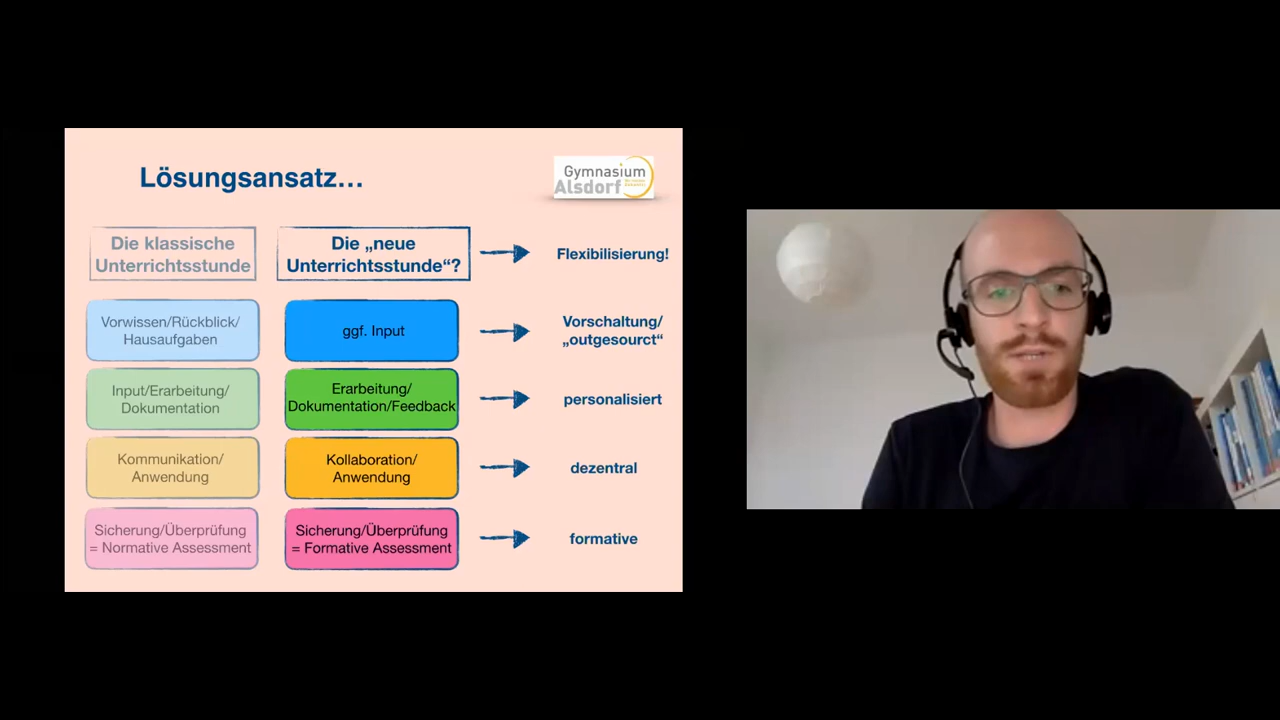 Lösungsansatz...
Gymnasium
Alsdorf
Die klassische
Unterrichtsstunde
Die „neue
Unterrichtsstunde“?
Flexibilisierung!
Vorwissen/Rückblick/
Hausaufgaben
ggf. Input
Vorschaltung/
„outgesourct“
Input/Erarbeitung/
Dokumentation
Erarbeitung/
Dokumentation/Feedback
personalisiert
Kommunikation/
Anwendung
Kollaboration/
Anwendung
dezentral
Sicherung/Überprüfung
= Normative Assessment
Sicherung/Überprüfung
= Formative Assessment
formative